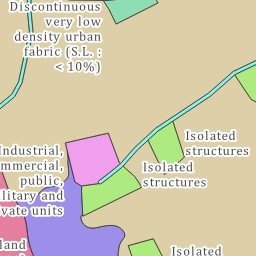 Discontinuous
very low
density urban
fabric (S.L. :
< 10%)
Isolated
structures
Industrial,
mmercial,
public,
litary and
vate units
Isolated
structures
land
Isolated